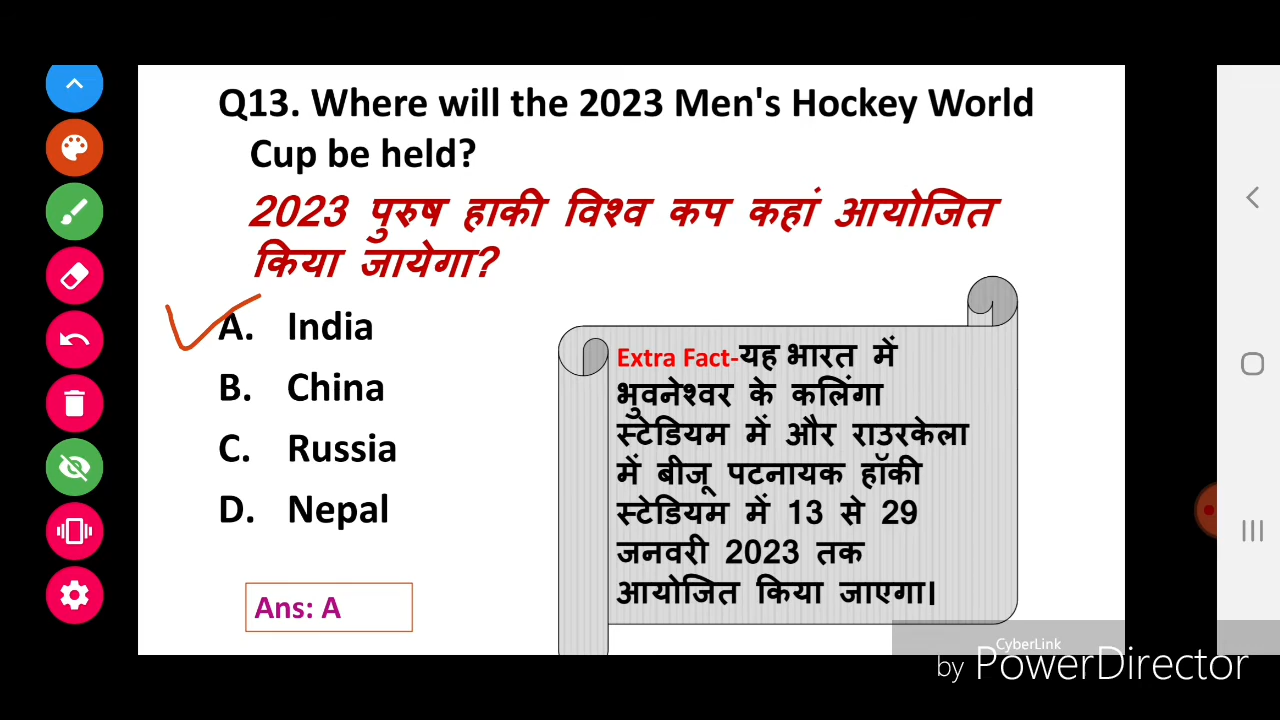 Q13. Where will the 2023 Men's Hockey World
Cup be held?
2023 पुरुष हाकी विश्व कप कहां आयोजित
किया जायेगा?
A. India
B. China
C. Russia
D. Nepal
Ans: A
Extra Fact-यह भारत में
भुवनेश्वर के कलिंगा
स्टेडियम में और राउरकेला
में बीजू पटनायक हॉकी
स्टेडियम में 13 से 29
जनवरी 2023 तक
आयोजित किया जाएगा।
CyberLink
by PowerDirector